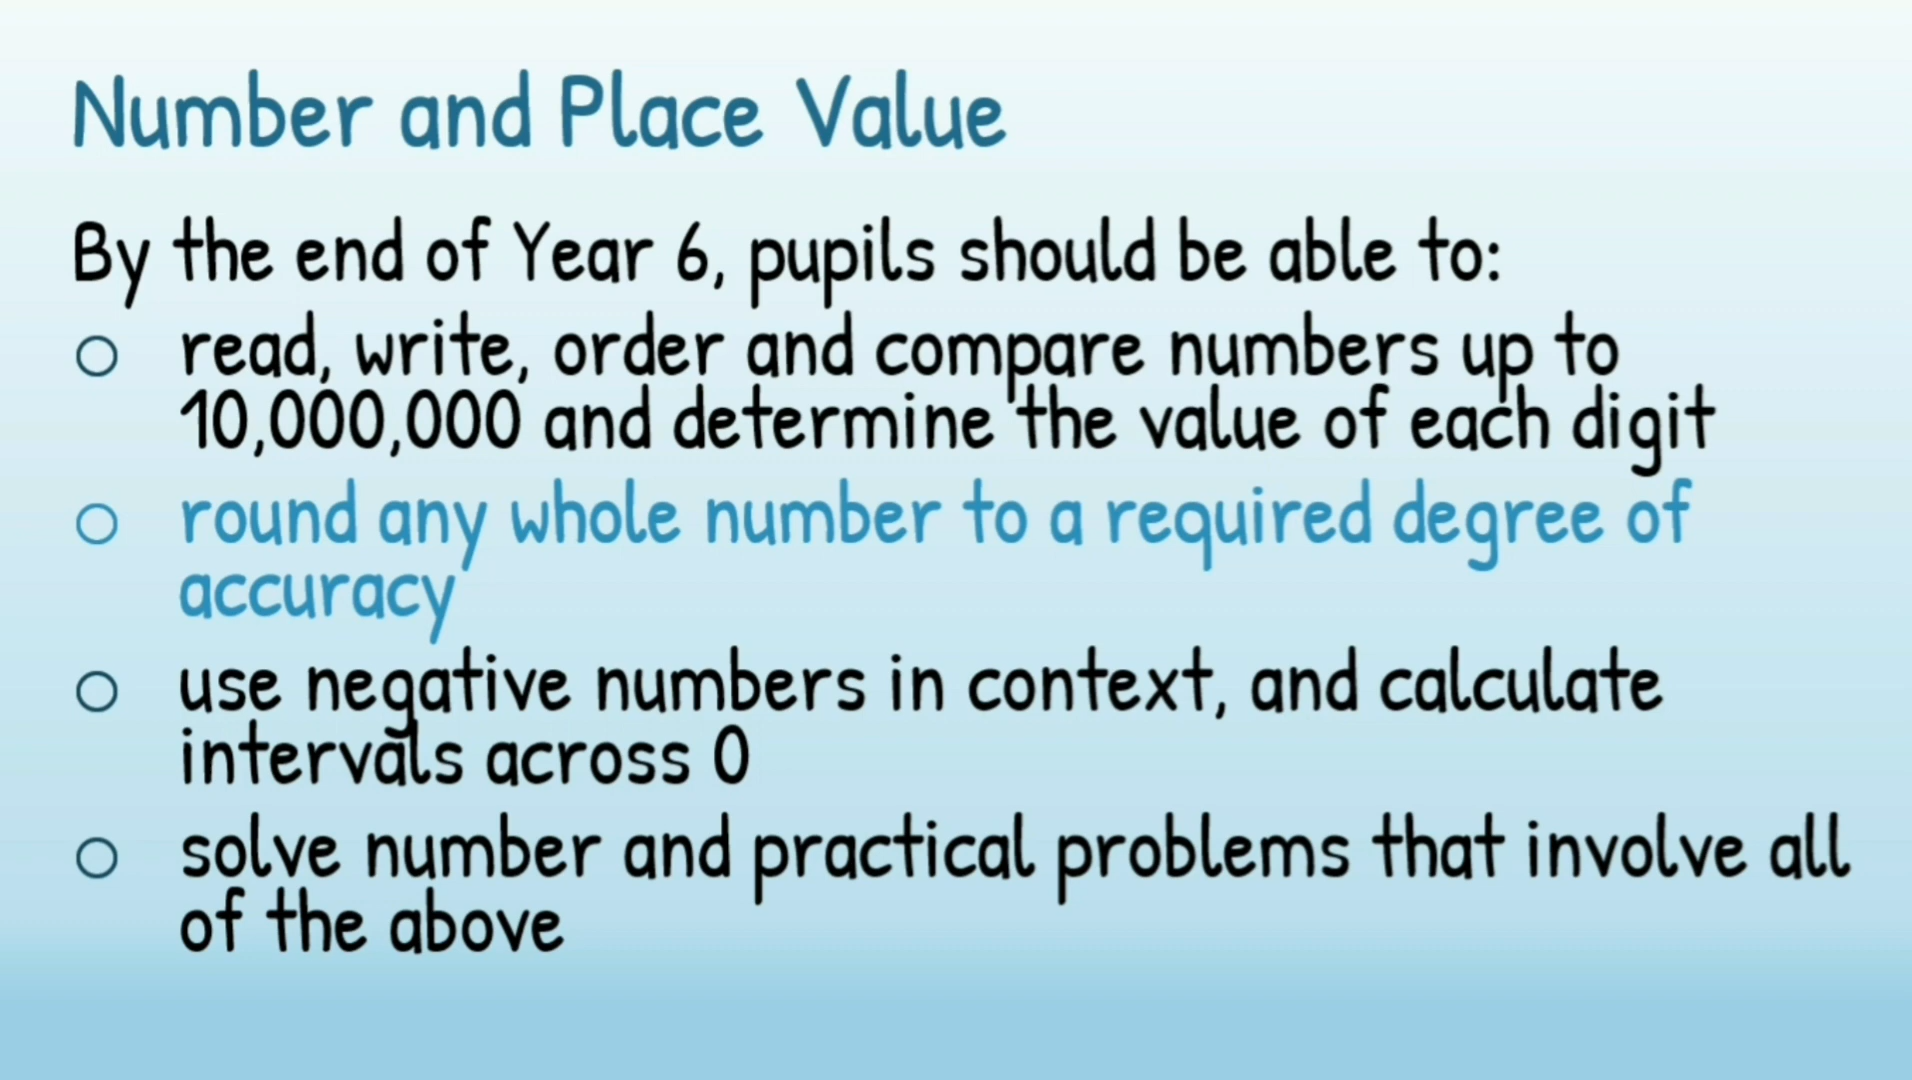 Number and Place Value
By the end of Year 6, pupils should be able to:
read, write, order and compare numbers up to
10,000,000 and determine the value of each digit
round any whole number to a required degree of
accuracy
use negative numbers in context, and calculate
intervals across 0
solve number and practical problems that involve all
of the above